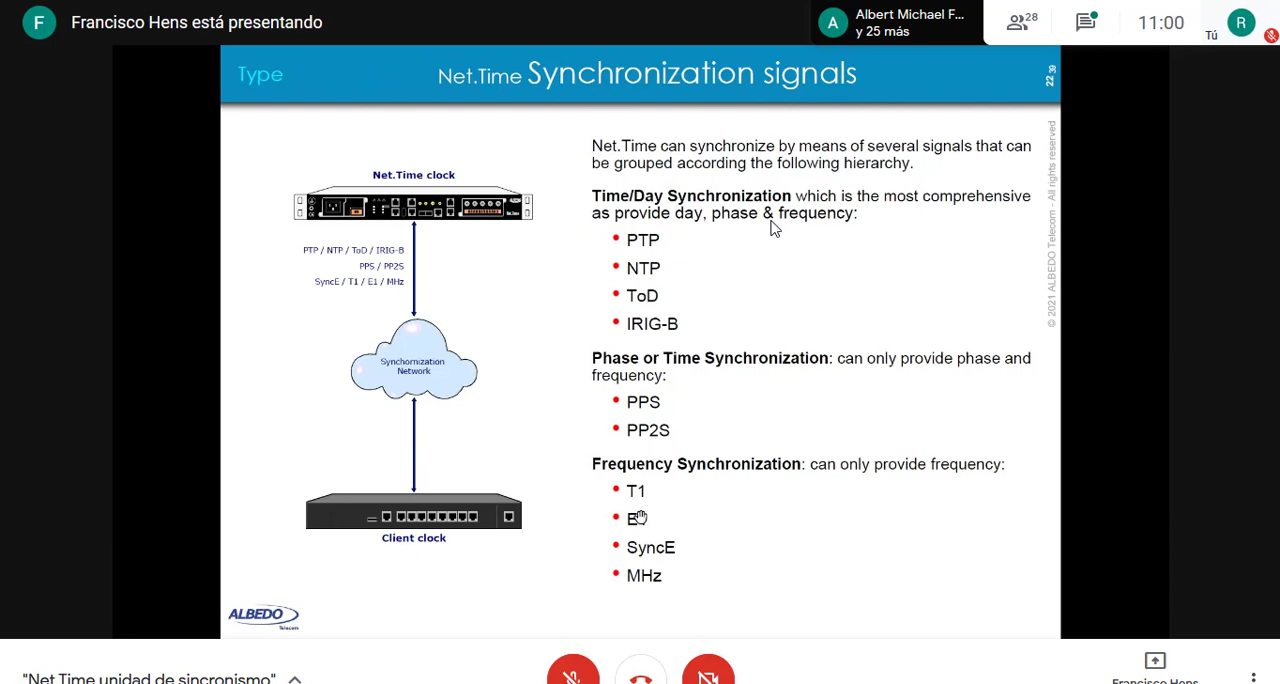 F
Francisco Hens está presentando
A
Albert Michael F...
y 25 más
28
11:00
Tú
R
Type
Net.Time Synchronization signals
22 39
Net.Time clock
PTP / NTP / ToD / IRIG-B
PPS / PP2S
SyncE / T1 / E1 / MHz
Synchornization
Network
Client clock
ALBEDO
Telecom
Net.Time can synchronize by means of several signals that can
be grouped according the following hierarchy.
Time/Day Synchronization which is the most comprehensive
as provide day, phase & frequency:
• PTP
• NTP
• ToD
• IRIG-B
Phase or Time Synchronization: can only provide phase and
frequency:
• PPS
• PP2S
Frequency Synchronization: can only provide frequency:
• T1
• E
• SyncE
• MHz
© 2021 ALBEDO Telecom - All rights reserved
"Net Time unidad de sincronismo"
Francisco Hens